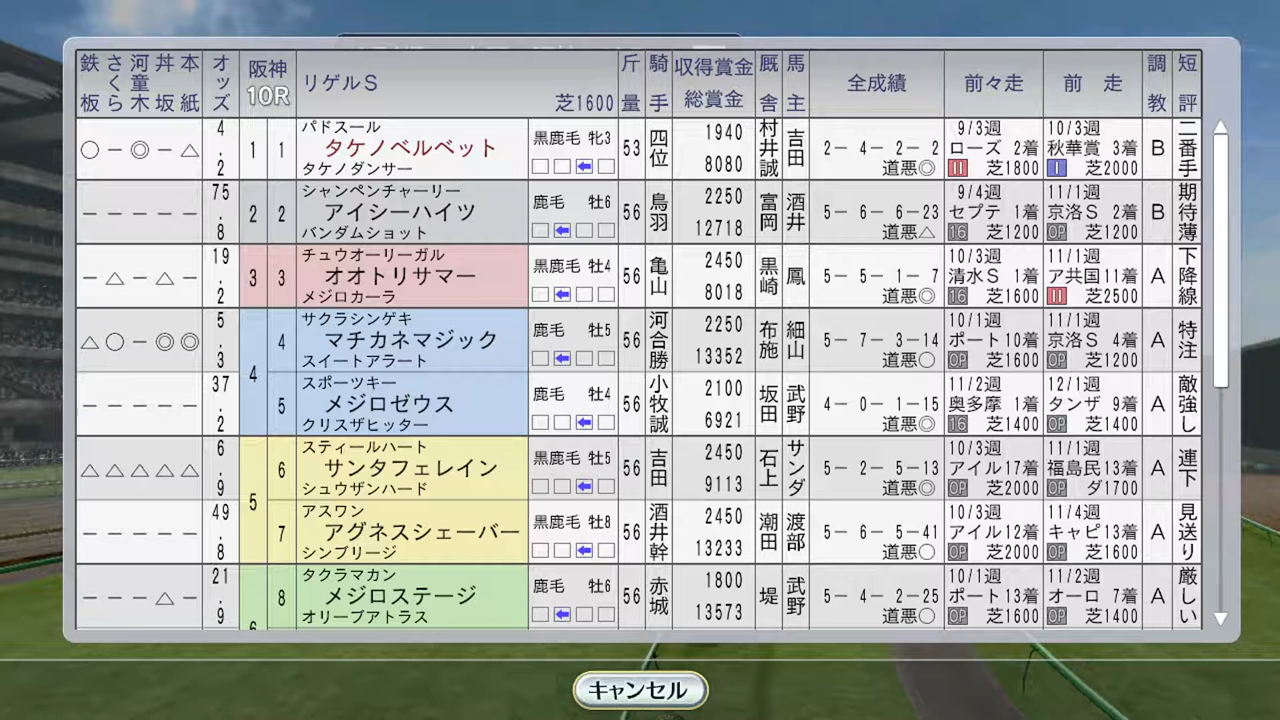 鉄板 さくら 河童木 丼坂 本紙 オッズ 阪神10R リゲルS 芝1600 斤量 騎手 収得賞金 総賞金 厩舎 馬主 全成績 前々走 前 走 調教 短評
○ － ◎ － △ 4.2 1 1
パドスール
タケノベルベット
タケノダンサー
黒鹿毛 牝3 53 四位 1940 8080 村井誠 吉田
2－ 4－ 2－ 2 道悪◎
9/3週 ローズ 2着 II 芝1800
10/3週 秋華賞 3着 I 芝2000
B 二番手
－ － － － － 75.8 2 2
シャンペンチャーリー
アイシーハイツ
バンダムショット
鹿毛 牡6 56 鳥羽 2250 12718 富岡 酒井
5－ 6－ 6－23 道悪△
9/4週 セプテ 1着 16 芝1200
11/1週 京洛S 2着 OP 芝1200
B 期待薄
－ △ － △ － 19.2 3 3
チュウオーリーガル
オオトリサマー
メジロカーラ
黒鹿毛 牡4 56 亀山 2450 8018 黒崎 鳳
5－ 5－ 1－ 7 道悪◎
10/3週 清水S 1着 16 芝1600
11/1週 ア共国11着 II 芝2500
A 下降線
△ ○ － ◎ ◎ 5.3 4 4
サクラシンゲキ
マチカネマジック
スイートアラート
鹿毛 牡5 56 河合勝 2250 13352 布施 細山
5－ 7－ 3－14 道悪○
10/1週 ポート10着 OP 芝1600
11/1週 京洛S 4着 OP 芝1200
A 特注
－ － － － － 37.2 5
スポーツキー
メジロゼウス
クリスザヒッター
鹿毛 牡4 56 小牧誠 2100 6921 坂田 武野
4－ 0－ 1－15 道悪◎
11/2週 奥多摩 1着 16 芝1400
12/1週 タンザ 9着 OP 芝1400
A 敵強し
△ △ △ △ △ 6.9 5 6
スティールハート
サンタフェレイン
シュウザンハード
黒鹿毛 牡5 56 吉田 2450 9113 石上 サンダ
5－ 2－ 5－13 道悪◎
10/3週 アイル17着 OP 芝2000
11/1週 福島民13着 OP ダ1700
A 連下
－ － － － － 49.8 7
アスワン
アグネスシェーバー
シンブリージ
黒鹿毛 牡8 56 酒井幹 2450 13233 潮田 渡部
5－ 6－ 5－41 道悪○
10/3週 アイル12着 OP 芝2000
11/4週 キャピ13着 OP 芝1600
A 見送り
－ － － △ － 21.9 6 8
タクラマカン
メジロステージ
オリーブアトラス
鹿毛 牡6 56 赤城 1800 13573 堤 武野
5－ 4－ 2－25 道悪○
10/1週 ポート13着 OP 芝1600
11/2週 オーロ 7着 OP 芝1400
A 厳しい
キャンセル